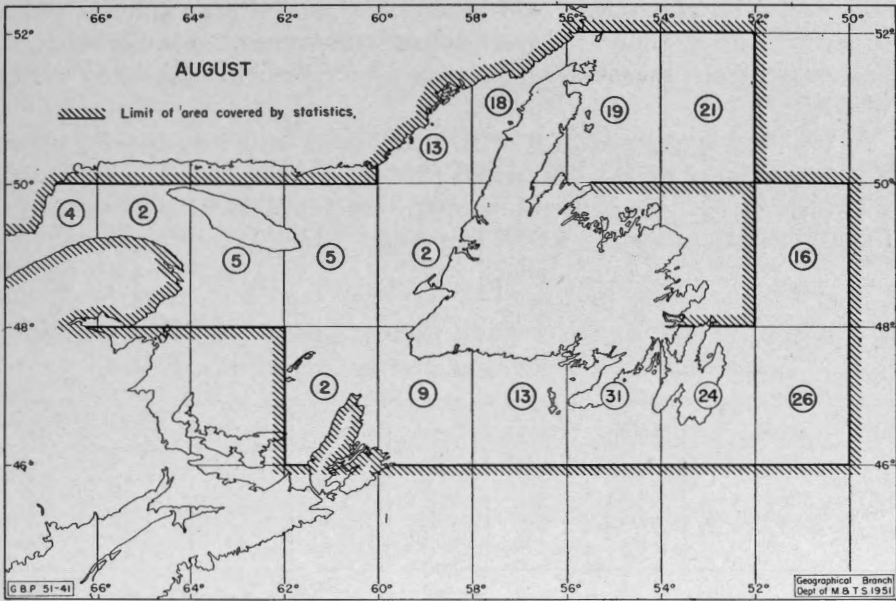 66° 64° 62° 60° 58° 56° 54° 52° 50°
52° 52°
AUGUST
Limit of area covered by statistics.
18 19 21
13
50° 50°
4 2
5 5 2 16
48° 48°
2 9 13 31 24 26
46° 46°
66° 64° 62° 60° 58° 56° 54° 52° 50°
G B P 51-41
Geographical Branch
Dept of M & T S 1951